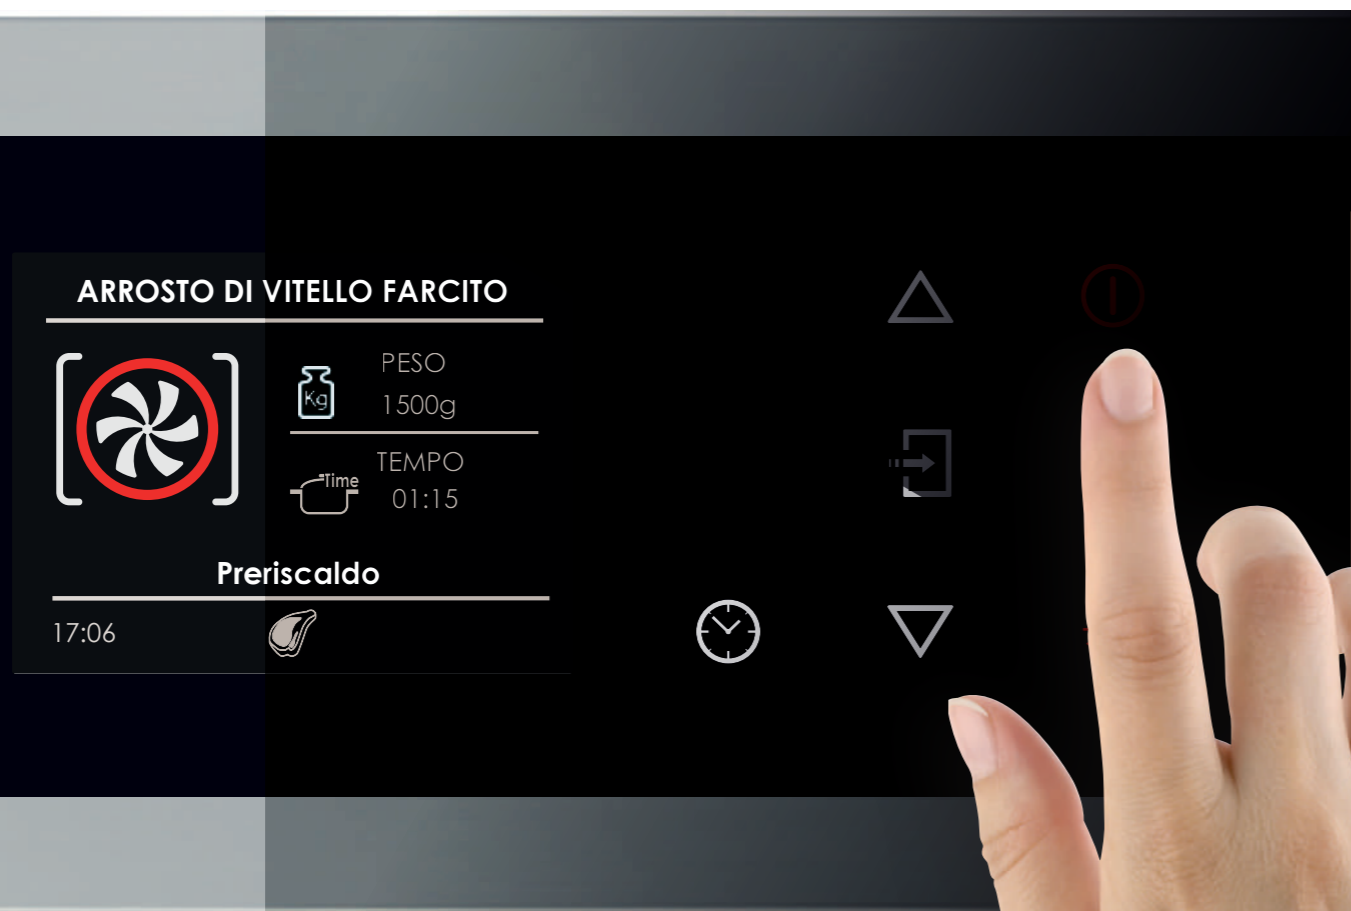 ARROSTO DI VITELLO FARCITO
PESO
Kg
1500g
TEMPO
Time
01:15
Preriscaldo
17:06